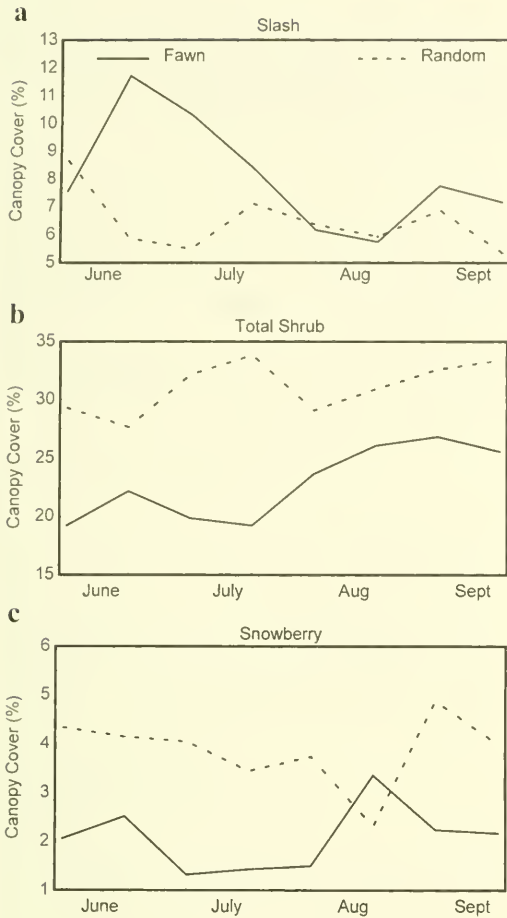 a
Slash
Canopy Cover (%)
13
12
11
10
9
8
7
6
5
Fawn
Random
June
July
Aug
Sept
b
Total Shrub
Canopy Cover (%)
35
30
25
20
15
June
July
Aug
Sept
c
Snowberry
Canopy Cover (%)
6
5
4
3
2
1
June
July
Aug
Sept